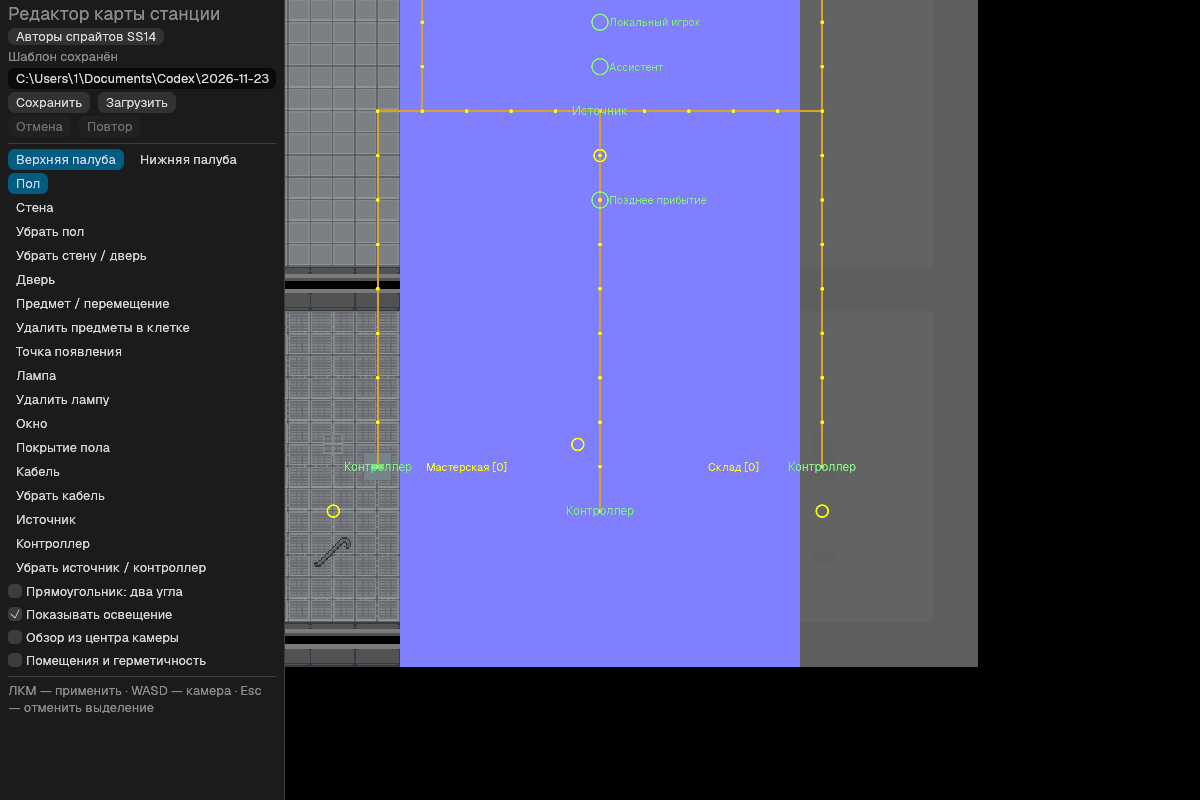 Редактор карты станции
Авторы спрайтов SS14
Шаблон сохранён
C:\Users\1\Documents\Codex\2026-11-23
Сохранить
Загрузить
Отмена
Повтор
Верхняя палуба
Нижняя палуба
Пол
Стена
Убрать пол
Убрать стену / дверь
Дверь
Предмет / перемещение
Удалить предметы в клетке
Точка появления
Лампа
Удалить лампу
Окно
Покрытие пола
Кабель
Убрать кабель
Источник
Контроллер
Убрать источник / контроллер
Прямоугольник: два угла
Показывать освещение
Обзор из центра камеры
Помещения и герметичность
ЛКМ — применить · WASD — камера · Esc
— отменить выделение
Локальный игрок
Ассистент
Источник
Позднее прибытие
Контроллер
Мастерская [0]
Склад [0]
Контроллер
Контроллер